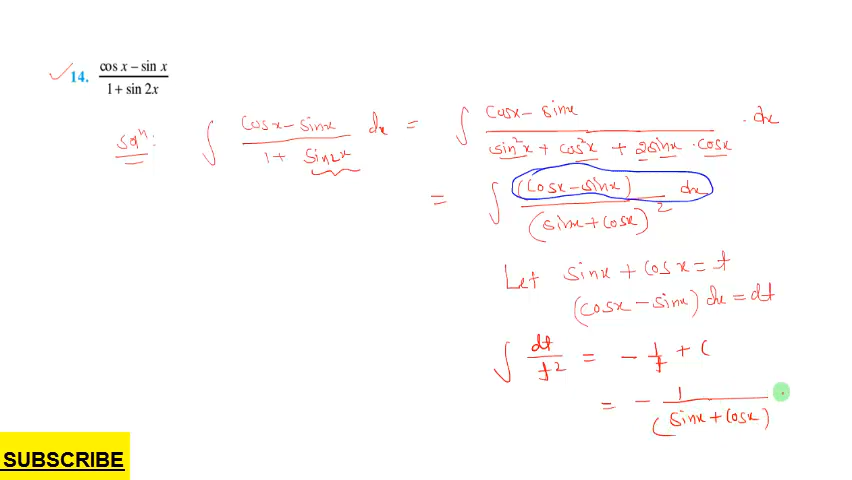 14. cos x – sin x / 1 + sin 2x
Solⁿ: ∫ cosx – sinx / 1 + sin2x dx = ∫ cosx – sinx / sin²x + cos²x + 2sinx · cosx · dx
= ∫ (cosx – sinx) dx / (sinx + cosx)²
Let sinx + cosx = t
(cosx – sinx) dx = dt
∫ dt / t² = – 1/t + C
= – 1 / (sinx + cosx)
SUBSCRIBE